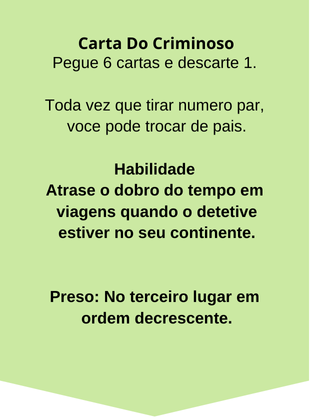 Carta Do Criminoso
Pegue 6 cartas e descarte 1.
Toda vez que tirar numero par,
voce pode trocar de pais.
Habilidade
Atrase o dobro do tempo em
viagens quando o detetive
estiver no seu continente.
Preso: No terceiro lugar em
ordem decrescente.